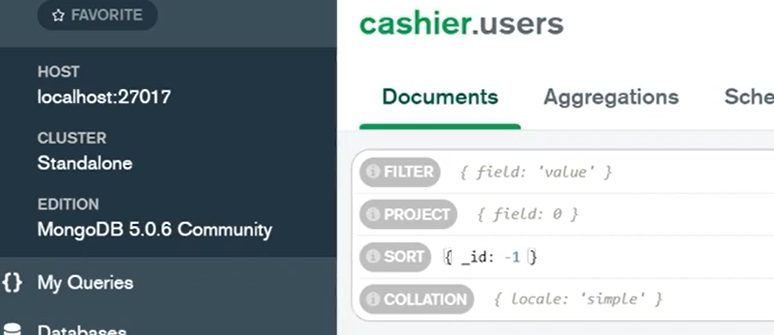 FAVORITE
HOST
localhost:27017
CLUSTER
Standalone
EDITION
MongoDB 5.0.6 Community
My Queries
Databases
cashier.users
Documents Aggregations Sche
FILTER { field: 'value' }
PROJECT { field: 0 }
SORT { _id: -1 }
COLLATION { locale: 'simple' }